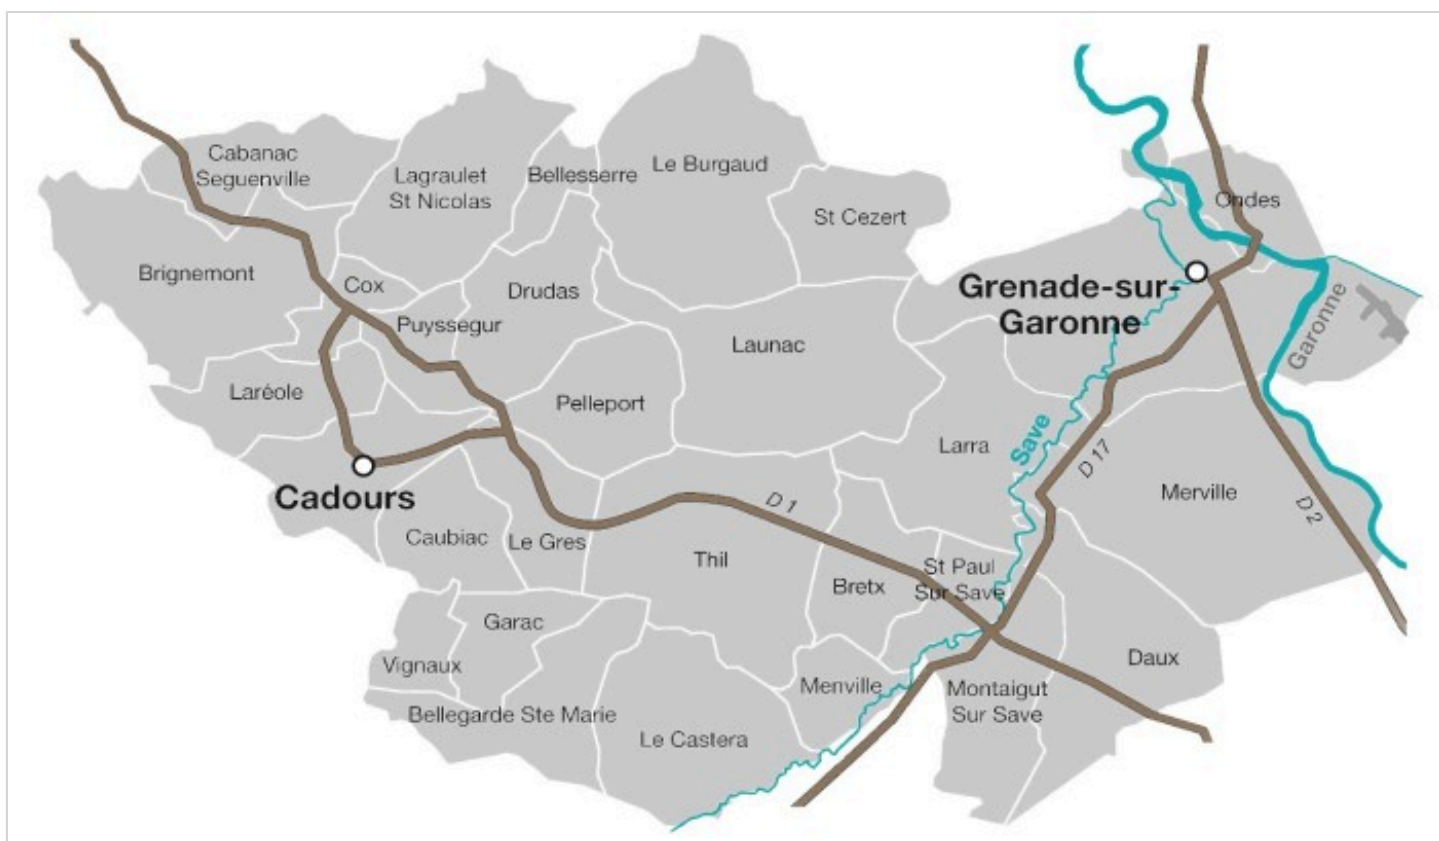 Cabanac
Seguenville
Lagraulet
St Nicolas
Bellesserre
Le Burgaud
St Cezert
Ondes
Brignemont
Cox
Drudas
Puyssegur
Launac
Grenade-sur-
Garonne
Garonne
Laréole
Pelleport
Larra
Save
D 17
Merville
D 2
Cadours
Caubiac
Le Gres
D 1
Thil
Bretx
St Paul
Sur Save
Garac
Vignaux
Bellegarde Ste Marie
Le Castera
Menville
Montaigut
Sur Save
Daux